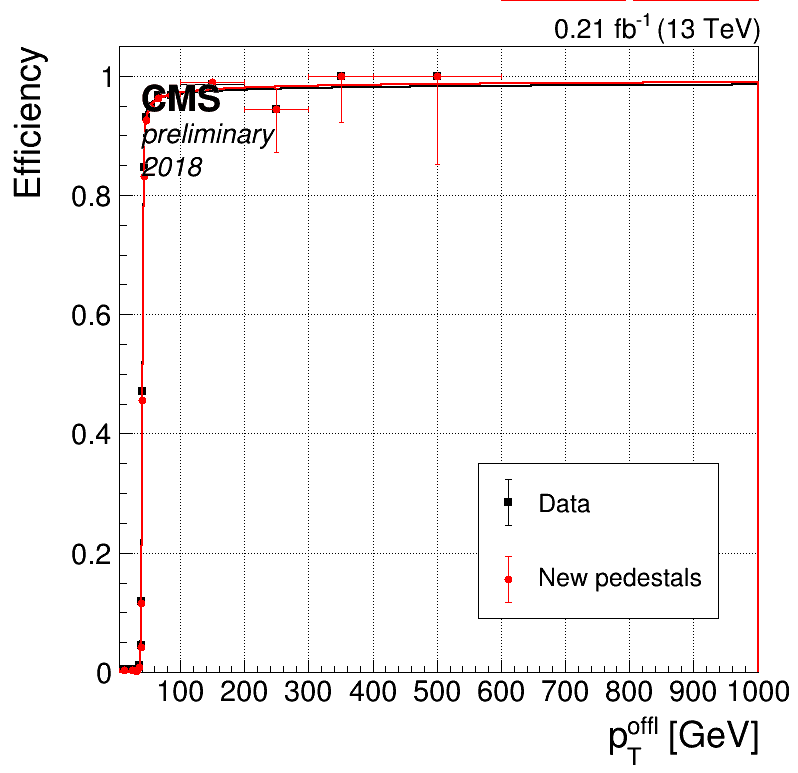 0.21 fb-1 (13 TeV)
Efficiency
1
CMS
preliminary
2018
0.8
0.6
0.4
0.2
0
Data
New pedestals
100 200 300 400 500 600 700 800 900 1000
pToffl [GeV]